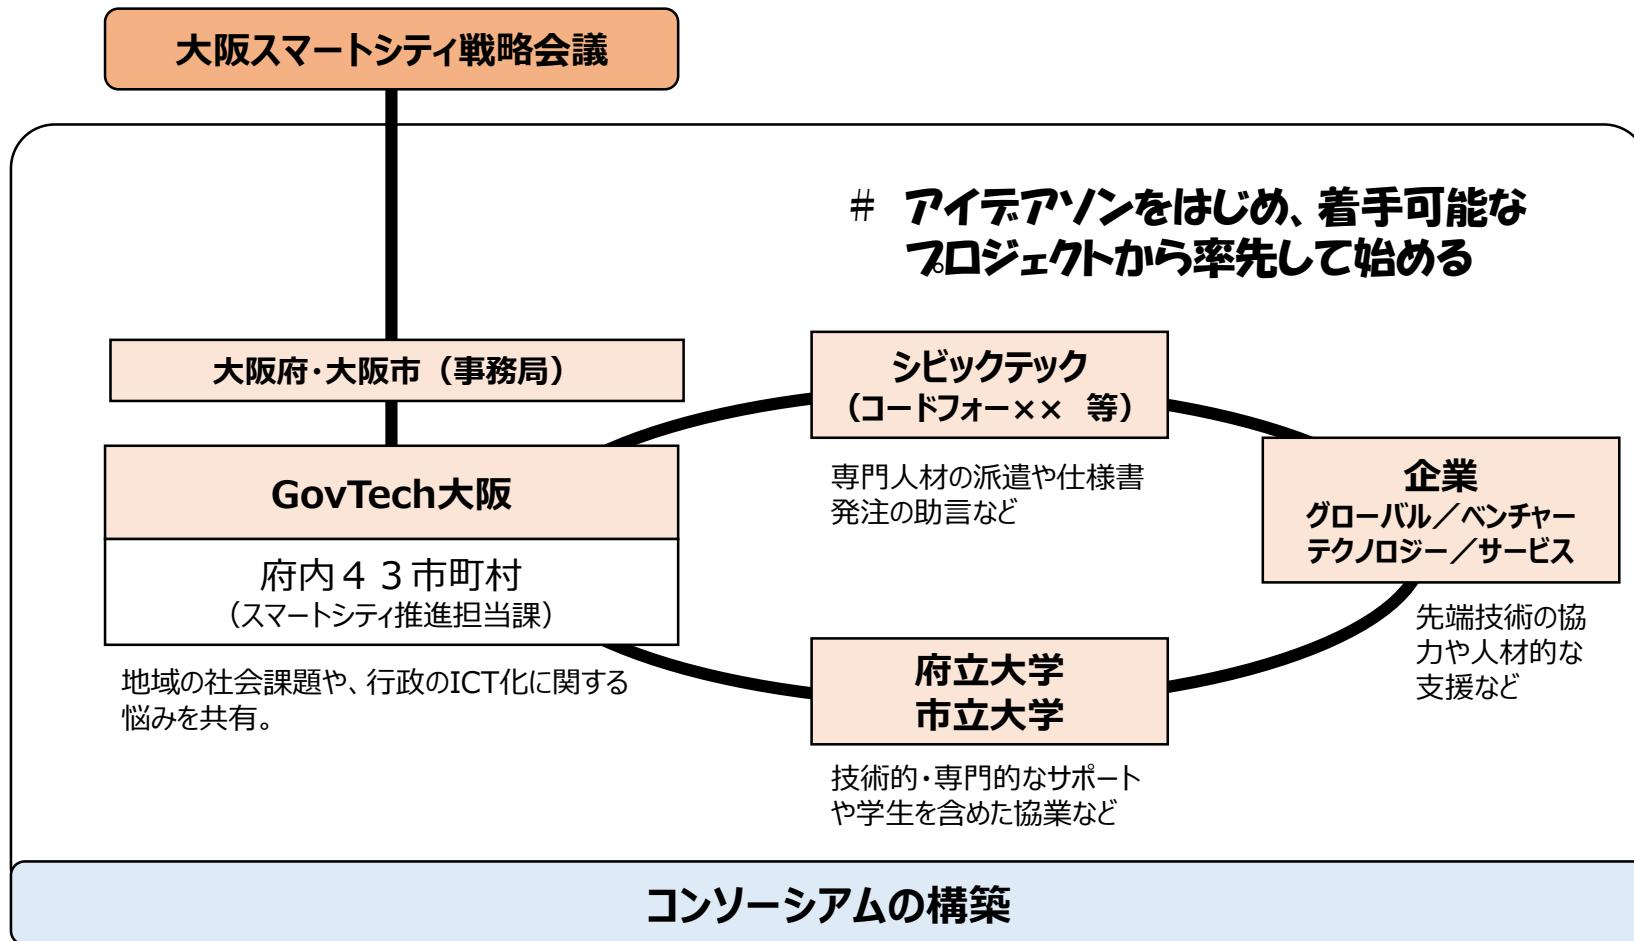 大阪スマートシティ戦略会議
# アイデアソンをはじめ、着手可能な
プロジェクトから率先して始める
大阪府・大阪市（事務局）
GovTech大阪
府内４３市町村
（スマートシティ推進担当課）
地域の社会課題や、行政のICT化に関する
悩みを共有。
シビックテック
（コードフォー×× 等）
専門人材の派遣や仕様書
発注の助言など
企業
グローバル／ベンチャー
テクノロジー／サービス
先端技術の協
力や人材的な
支援など
府立大学
市立大学
技術的・専門的なサポート
や学生を含めた協業など
コンソーシアムの構築